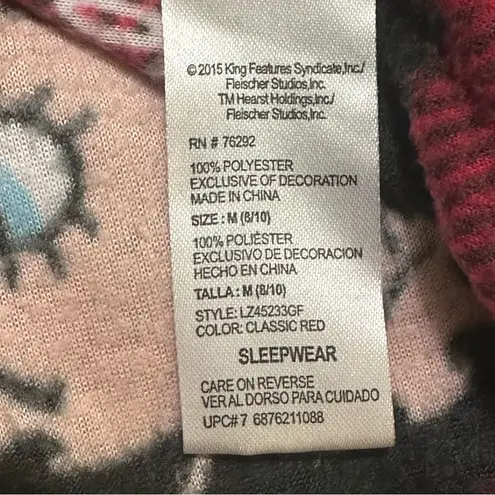 © 2015 King Features Syndicate,Inc./
Fleischer Studios,Inc.
TM Hearst Holdings,Inc./
Fleischer Studios,Inc.
RN # 76292
100% POLYESTER
EXCLUSIVE OF DECORATION
MADE IN CHINA
SIZE : M (8/10)
100% POLIÉSTER
EXCLUSIVO DE DECORACION
HECHO EN CHINA
TALLA : M (8/10)
STYLE: LZ45233GF
COLOR: CLASSIC RED
SLEEPWEAR
CARE ON REVERSE
VER AL DORSO PARA CUIDADO
UPC# 7 6876211088